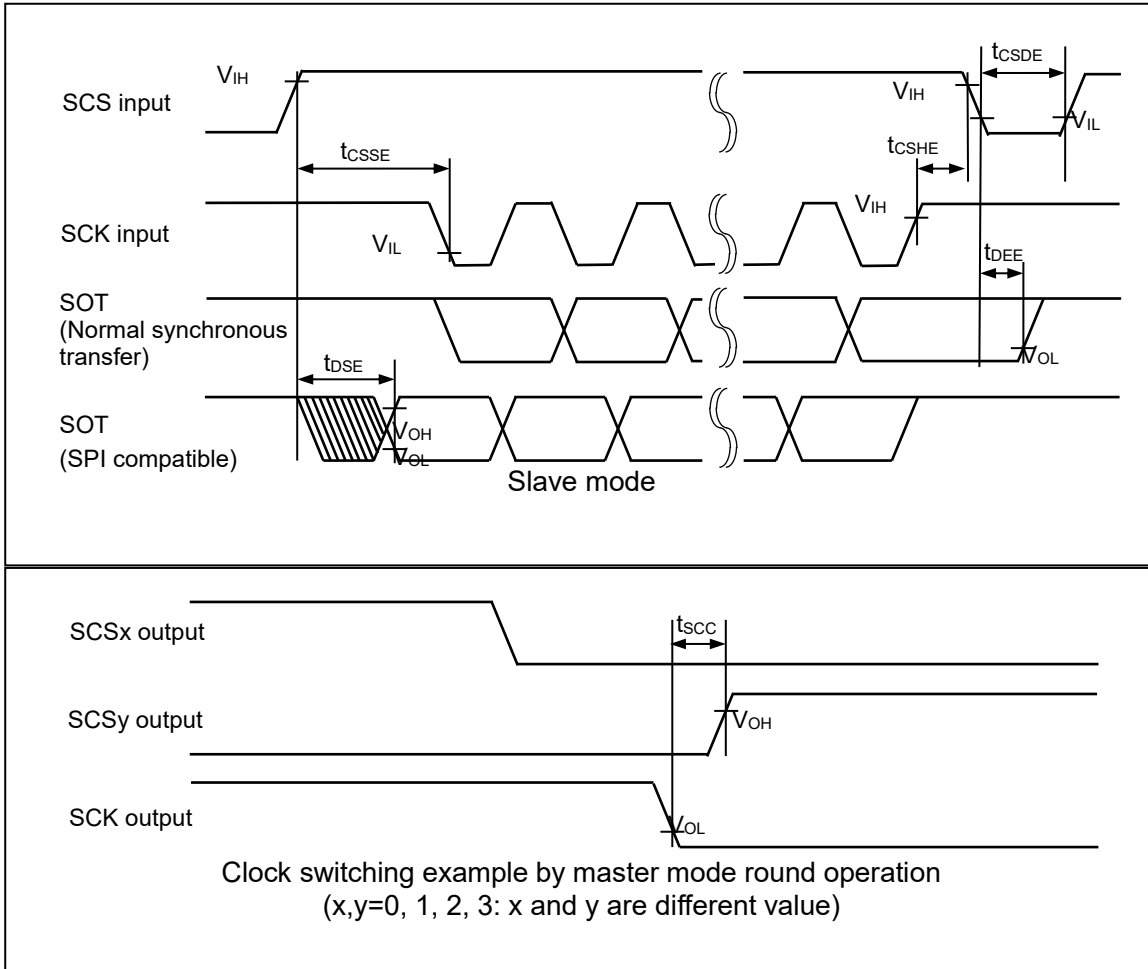 tCSDE
VIH
VIH
SCS input
VIL
tCSHE
tCSSE
VIH
SCK input
VIL
tDEE
SOT
(Normal synchronous
transfer)
VOL
tDSE
SOT
VOH
(SPI compatible)
VOL
Slave mode
SCSx output
tSCC
SCSy output
VOH
SCK output
VOL
Clock switching example by master mode round operation
(x,y=0, 1, 2, 3: x and y are different value)